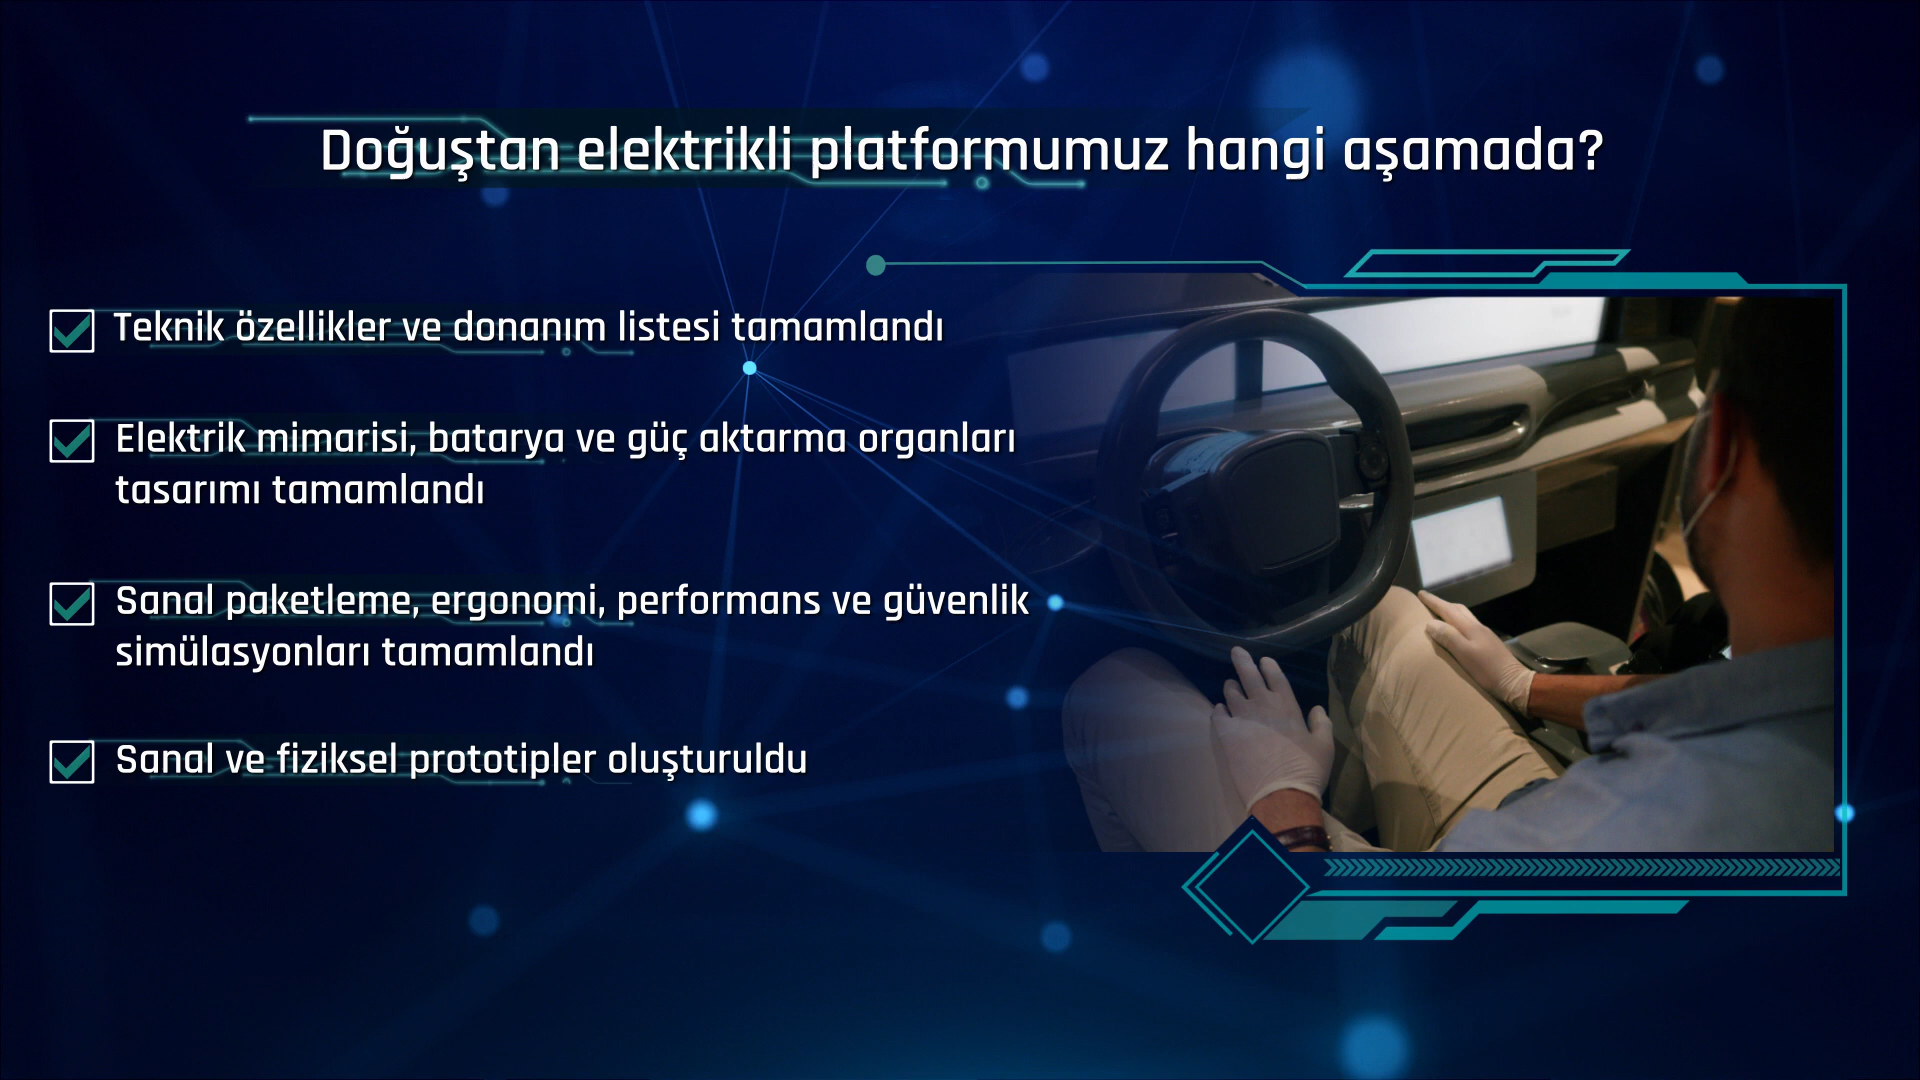 Doğuştan elektrikli platformumuz hangi aşamada?
Teknik özellikler ve donanım listesi tamamlandı
Elektrik mimarisi, batarya ve güç aktarma organları
tasarımı tamamlandı
Sanal paketleme, ergonomi, performans ve güvenlik
simülasyonları tamamlandı
Sanal ve fiziksel prototipler oluşturuldu